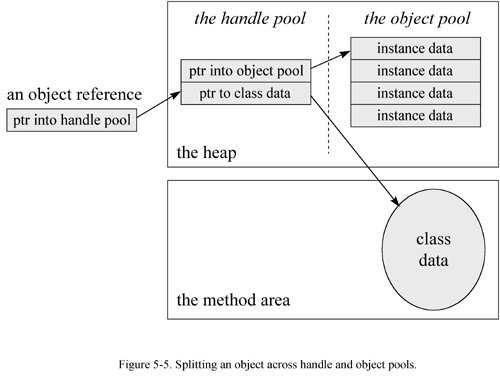 the handle pool
the object pool
an object reference
ptr into handle pool
ptr into object pool
ptr to class data
instance data
instance data
instance data
instance data
the heap
class
data
the method area
Figure 5-5. Splitting an object across handle and object pools.